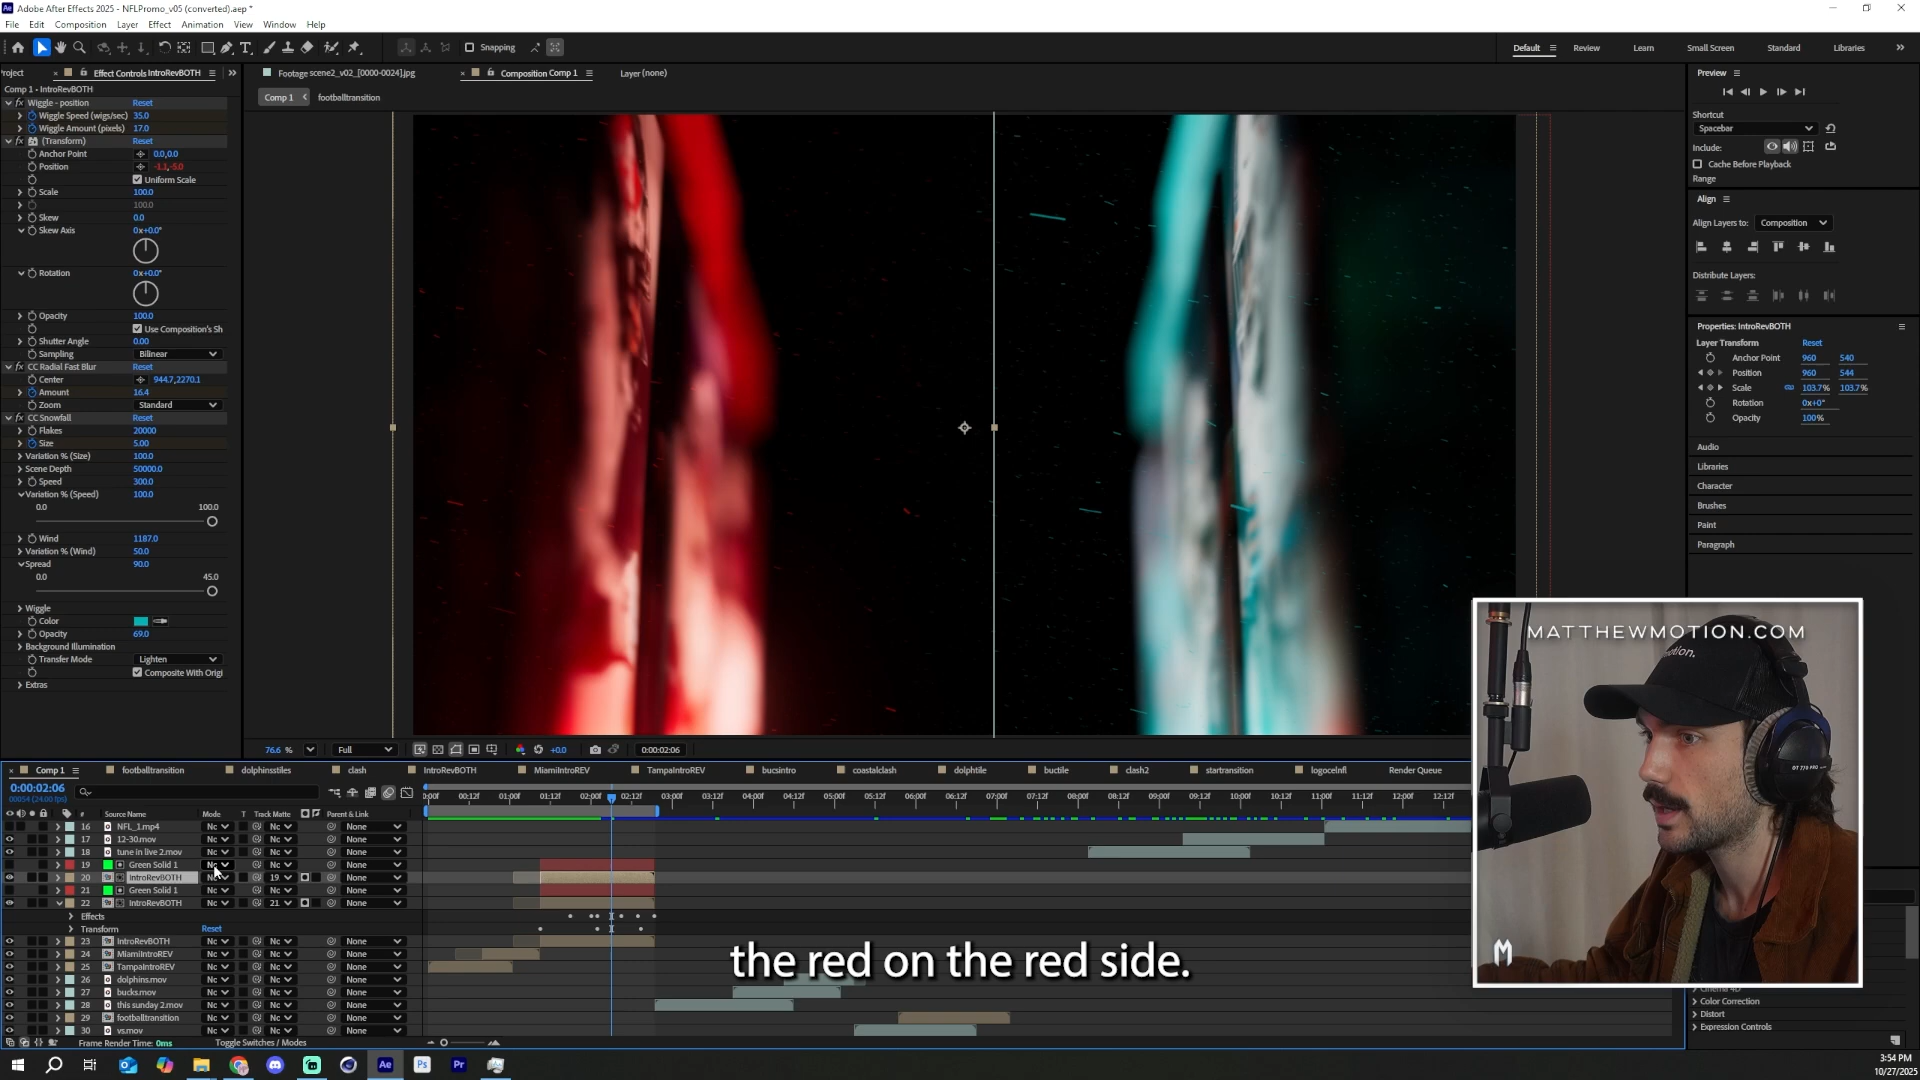 Adobe After Effects 2025 - NFLPromo_v05 (converted).aep *
File Edit Composition Layer Effect Animation View Window Help
Snapping
Default Review Learn Small Screen Standard Libraries
roject Effect Controls IntroRevBOTH
Footage scene2_v02_[0000-0024].jpg
Composition Comp 1
Layer (none)
Comp 1 • IntroRevBOTH
Comp 1 footballtransition
fx Wiggle - position Reset
Wiggle Speed (wigs/sec) 35.0
Wiggle Amount (pixels) 17.0
fx (Transform) Reset
Anchor Point 0.0,0.0
Position -1.1,-5.0
Uniform Scale
Scale 100.0
100.0
Skew 0.0
Skew Axis 0x+0.0°
Rotation 0x+0.0°
Opacity 100.0
Use Composition's Sh
Shutter Angle 0.00
Sampling Bilinear
fx CC Radial Fast Blur Reset
Center 944.7,2270.1
Amount 16.4
Zoom Standard
fx CC Snowfall Reset
Flakes 20000
Size 5.00
Variation % (Size) 100.0
Scene Depth 50000.0
Speed 300.0
Variation % (Speed) 100.0
0.0 100.0
Wind 1187.0
Variation % (Wind) 50.0
Spread 90.0
0.0 45.0
Wiggle
Color
Opacity 69.0
Background Illumination
Transfer Mode Lighten
Composite With Origi
Extras
Preview
Shortcut
Spacebar
Include:
Cache Before Playback
Range
Align
Align Layers to: Composition
Distribute Layers:
Properties: IntroRevBOTH
Layer Transform Reset
Anchor Point 960 540
Position 960 544
Scale 103.7% 103.7%
Rotation 0x+0°
Opacity 100%
Audio
Libraries
Character
Brushes
Paint
Paragraph
MATTHEWMOTION.COM
otion.
DT 770 PRO
M
76.6 % Full +0.0 0:00:02:06
Comp 1 footballtransition dolphinsstiles clash IntroRevBOTH MiamiIntroREV TampaIntroREV bucsintro coastalclash dolphtile buctile clash2 startransition logoceInfl Render Queue
0:00:02:06
00054 (24.00 fps)
0:00f 00:12f 01:00f 01:12f 02:00f 02:12f 03:00f 03:12f 04:00f 04:12f 05:00f 05:12f 06:00f 06:12f 07:00f 07:12f 08:00f 08:12f 09:00f 09:12f 10:00f 10:12f 11:00f 11:12f 12:00f 12:12f
# Source Name Mode T Track Matte Parent & Link
16 NFL_1.mp4 Nc Nc None
17 12-30.mov Nc Nc None
18 tune in live 2.mov Nc Nc None
19 Green Solid 1 Nc Nc None
20 IntroRevBOTH Nc 19 None
21 Green Solid 1 Nc Nc None
22 IntroRevBOTH Nc 21 None
Effects
Transform Reset
23 IntroRevBOTH Nc Nc None
24 MiamiIntroREV Nc Nc None
25 TampaIntroREV Nc Nc None
26 dolphins.mov Nc Nc None
27 bucks.mov Nc Nc None
28 this sunday 2.mov Nc Nc None
29 footballtransition Nc Nc None
30 vs.mov Nc Nc None
the red on the red side.
Cinema 4D
Color Correction
Distort
Expression Controls
Frame Render Time: 0ms Toggle Switches / Modes
Ae Ps Pr
3:54 PM
10/27/2025